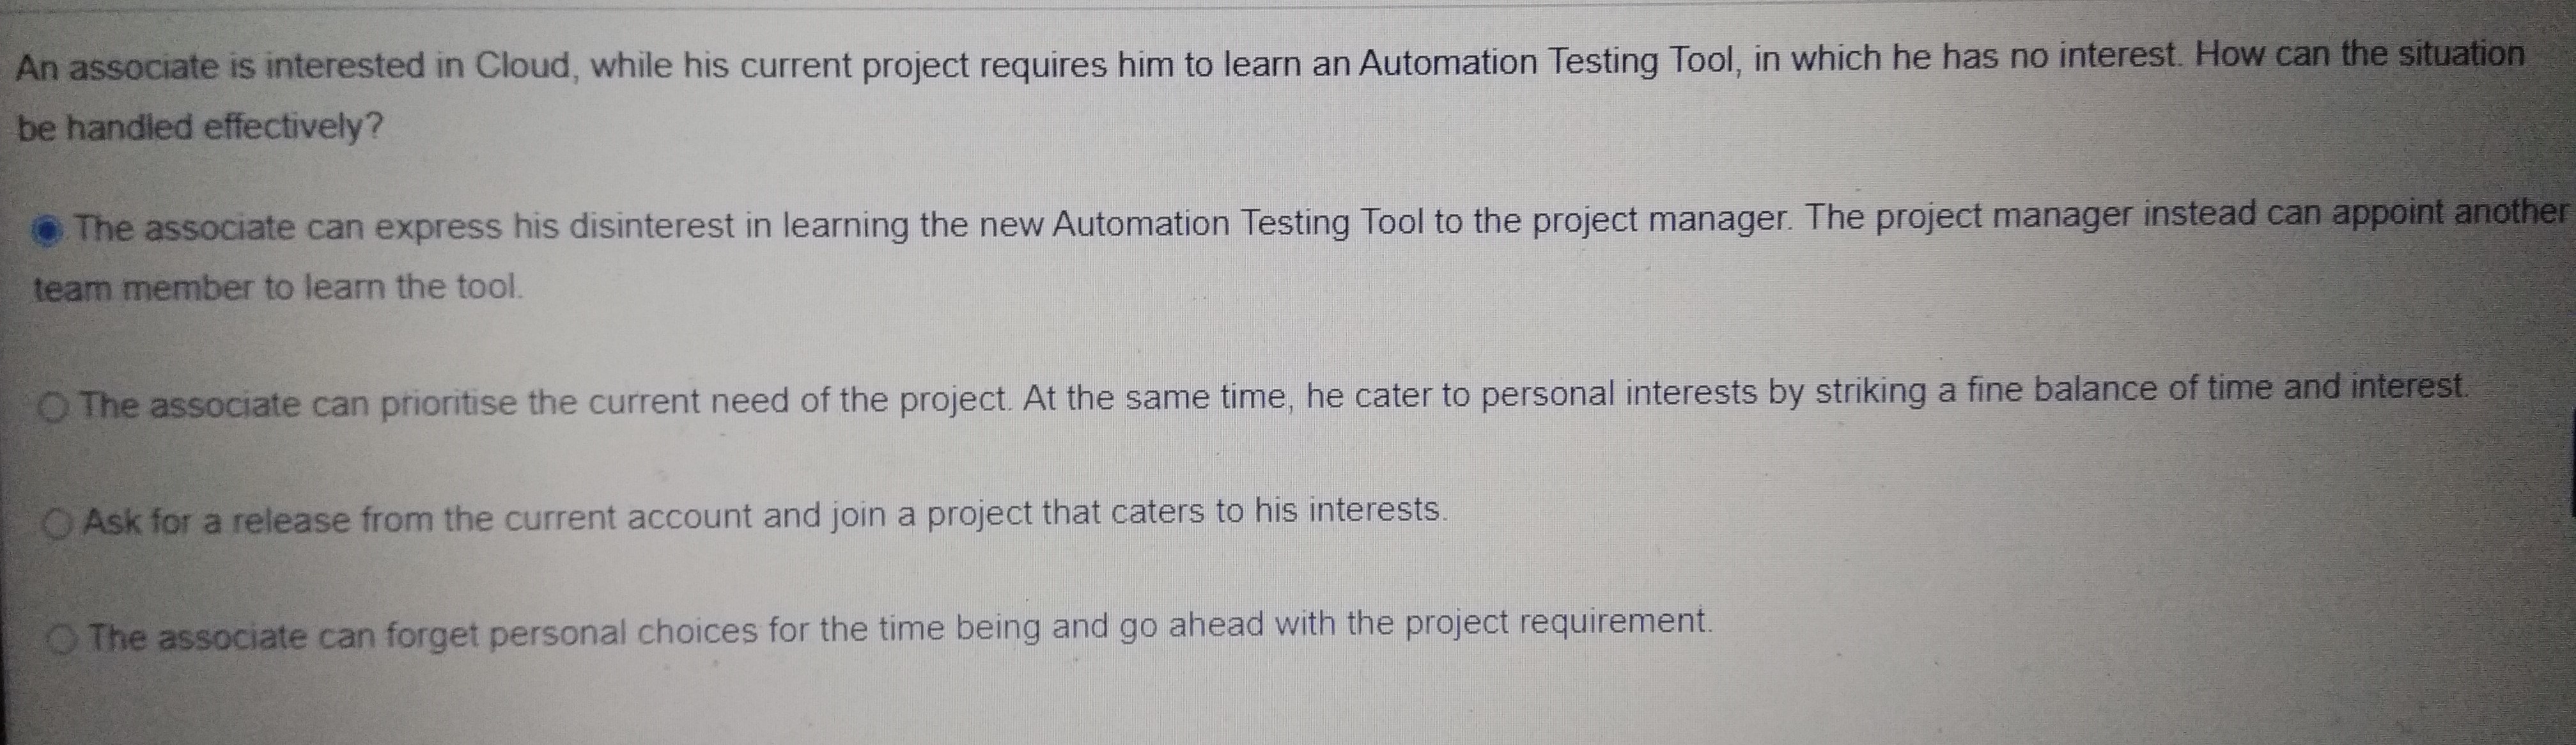 An associate is interested in Cloud, while his current project requires him to learn an Automation Testing Tool, in which he has no interest. How can the situation
be handled effectively?
The associate can express his disinterest in learning the new Automation Testing Tool to the project manager. The project manager instead can appoint another
team member to learn the tool.
The associate can prioritise the current need of the project. At the same time, he cater to personal interests by striking a fine balance of time and interest.
Ask for a release from the current account and join a project that caters to his interests.
The associate can forget personal choices for the time being and go ahead with the project requirement.